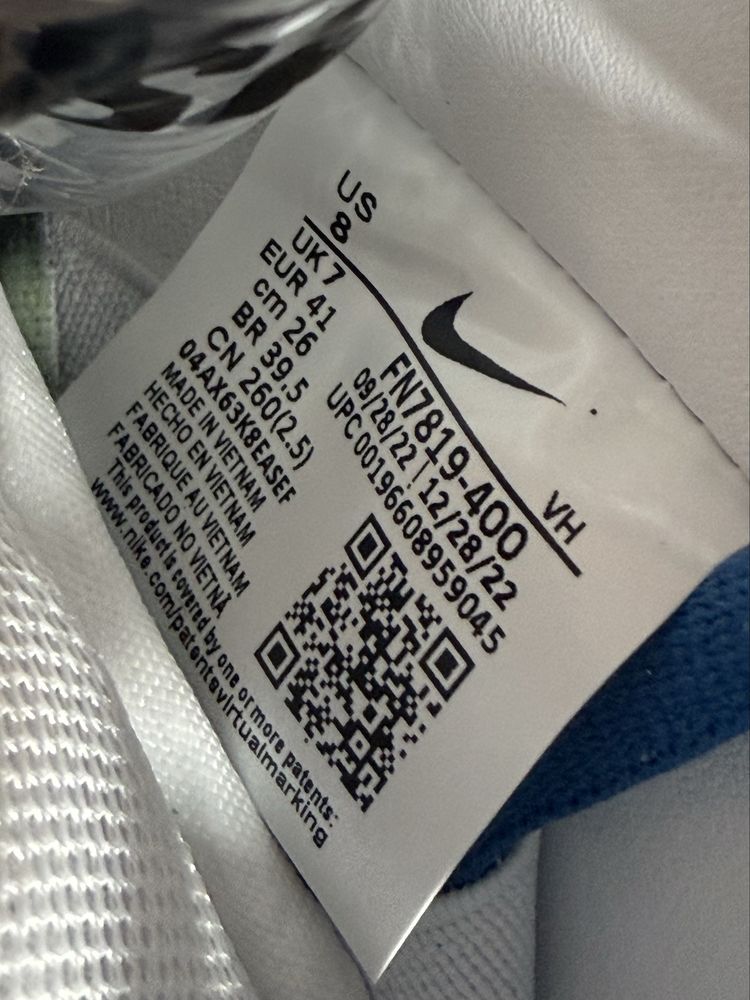 US
8
UK 7
EUR 41
cm 26
BR 39.5
CN 260(2.5)
04AX63K8EASEF
MADE IN VIETNAM
HECHO EN VIETNAM
FABRIQUE AU VIETNAM
FABRICADO NO VIETNÃ
This product is covered by one or more patents:
www.nike.com/patentsvirtualmarking
FN7819-400
09/28/22 | 12/28/22
UPC 00196608959045
VH